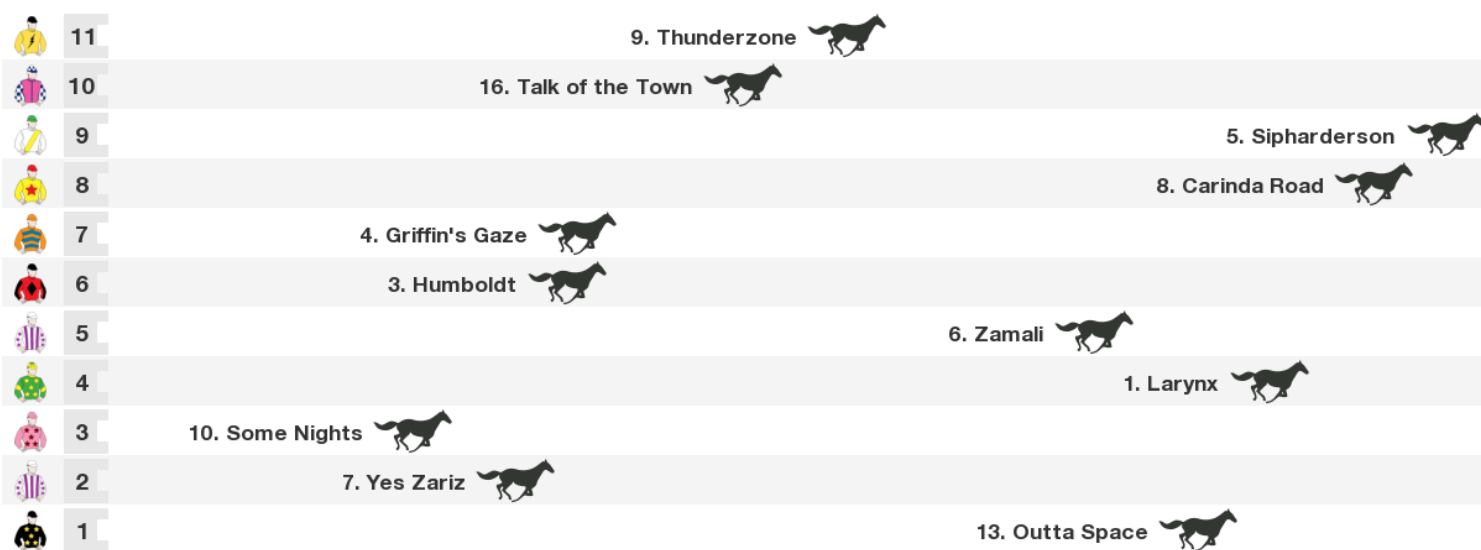 11 9. Thunderzone
10 16. Talk of the Town
9 5. Sipharderson
8 8. Carinda Road
7 4. Griffin's Gaze
6 3. Humboldt
5 6. Zamali
4 1. Larynx
3 10. Some Nights
2 7. Yes Zariz
1 13. Outta Space